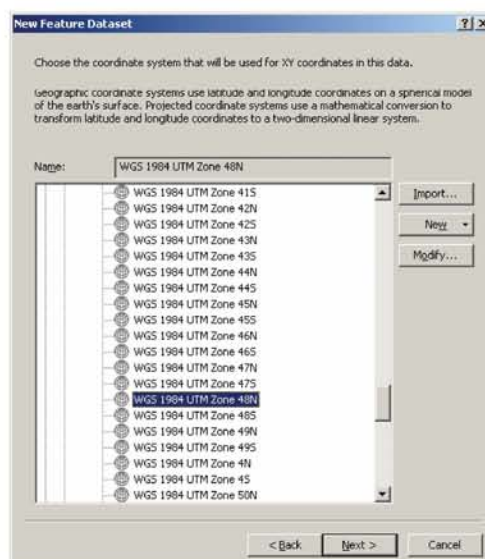 New Feature Dataset
Choose the coordinate system that will be used for XY coordinates in this data.
Geographic coordinate systems use latitude and longitude coordinates on a spherical model
of the earth's surface. Projected coordinate systems use a mathematical conversion to
transform latitude and longitude coordinates to a two-dimensional linear system.
Name: WGS 1984 UTM Zone 48N
WGS 1984 UTM Zone 41S
WGS 1984 UTM Zone 42N
WGS 1984 UTM Zone 42S
WGS 1984 UTM Zone 43N
WGS 1984 UTM Zone 43S
WGS 1984 UTM Zone 44N
WGS 1984 UTM Zone 44S
WGS 1984 UTM Zone 45N
WGS 1984 UTM Zone 45S
WGS 1984 UTM Zone 46N
WGS 1984 UTM Zone 46S
WGS 1984 UTM Zone 47N
WGS 1984 UTM Zone 47S
WGS 1984 UTM Zone 48N
WGS 1984 UTM Zone 48S
WGS 1984 UTM Zone 49N
WGS 1984 UTM Zone 49S
WGS 1984 UTM Zone 4N
WGS 1984 UTM Zone 4S
WGS 1984 UTM Zone 50N
Import...
New
Modify...
< Back Next > Cancel